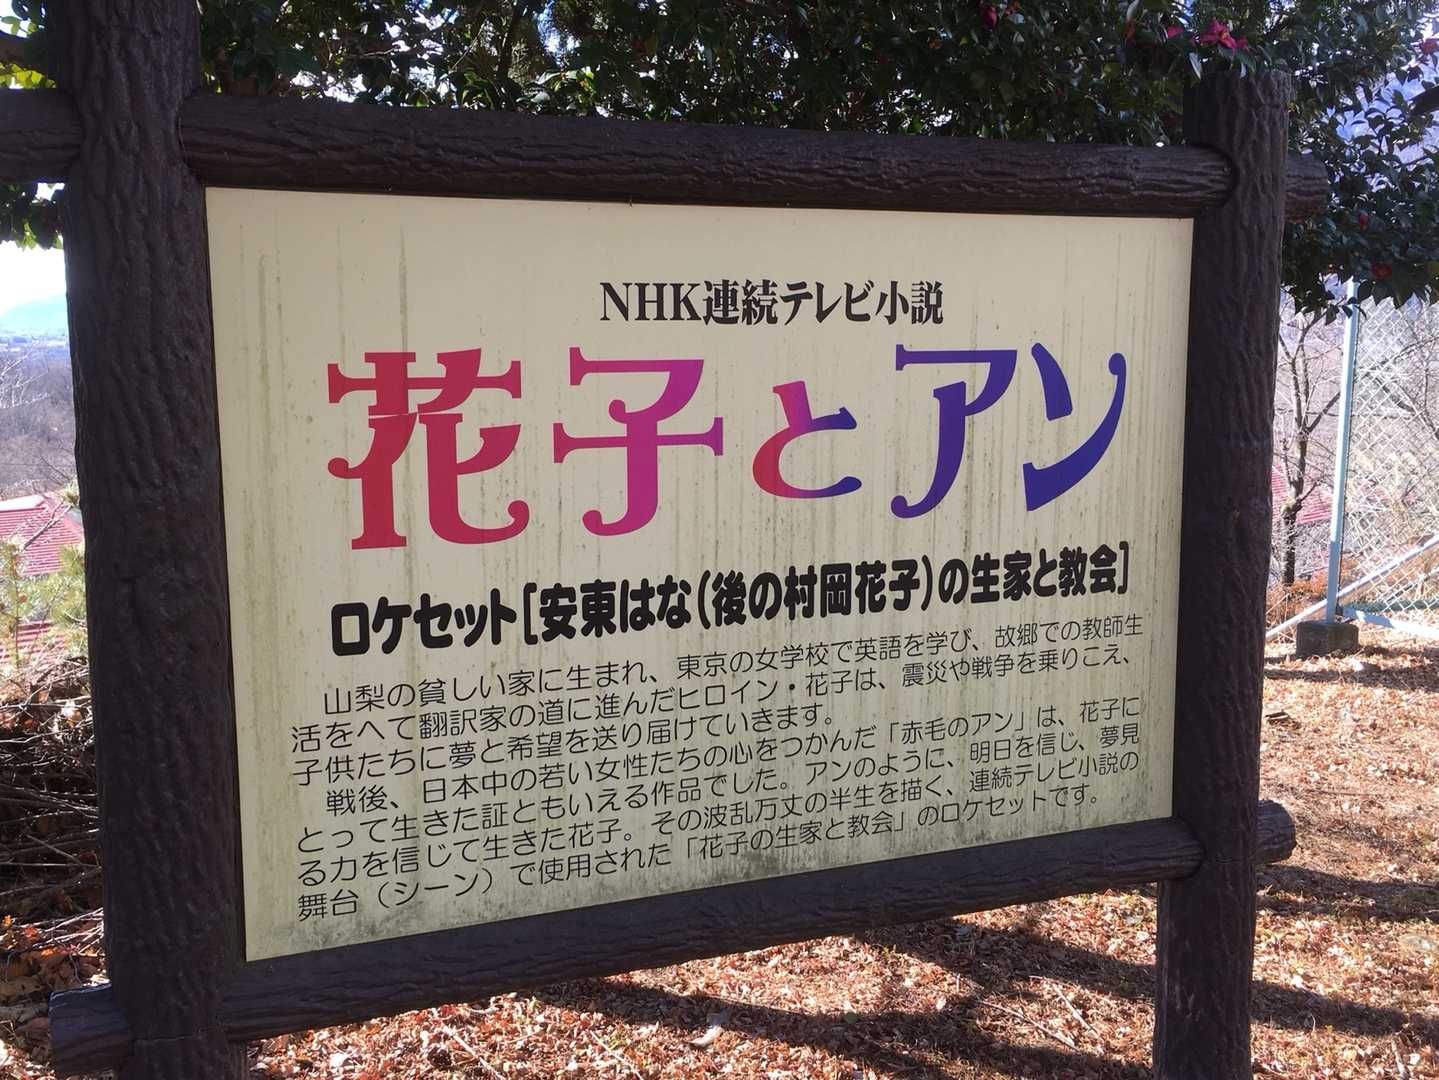 NHK連続テレビ小説
花子とアン
ロケセット[安東はな(後の村岡花子)の生家と教会]
山梨の貧しい家に生まれ、東京の女学校で英語を学び、故郷での教師生
活をへて翻訳家の道に進んだヒロイン・花子は、震災や戦争を乗りこえ、
子供たちに夢と希望を送り届けていきます。
戦後、日本中の若い女性たちの心をつかんだ「赤毛のアン」は、花子に
とって生きた証ともいえる作品でした。アンのように、明日を信じ、夢見
る力を信じて生きた花子。その波乱万丈の半生を描く、連続テレビ小説の
舞台（シーン）で使用された「花子の生家と教会」のロケセットです。